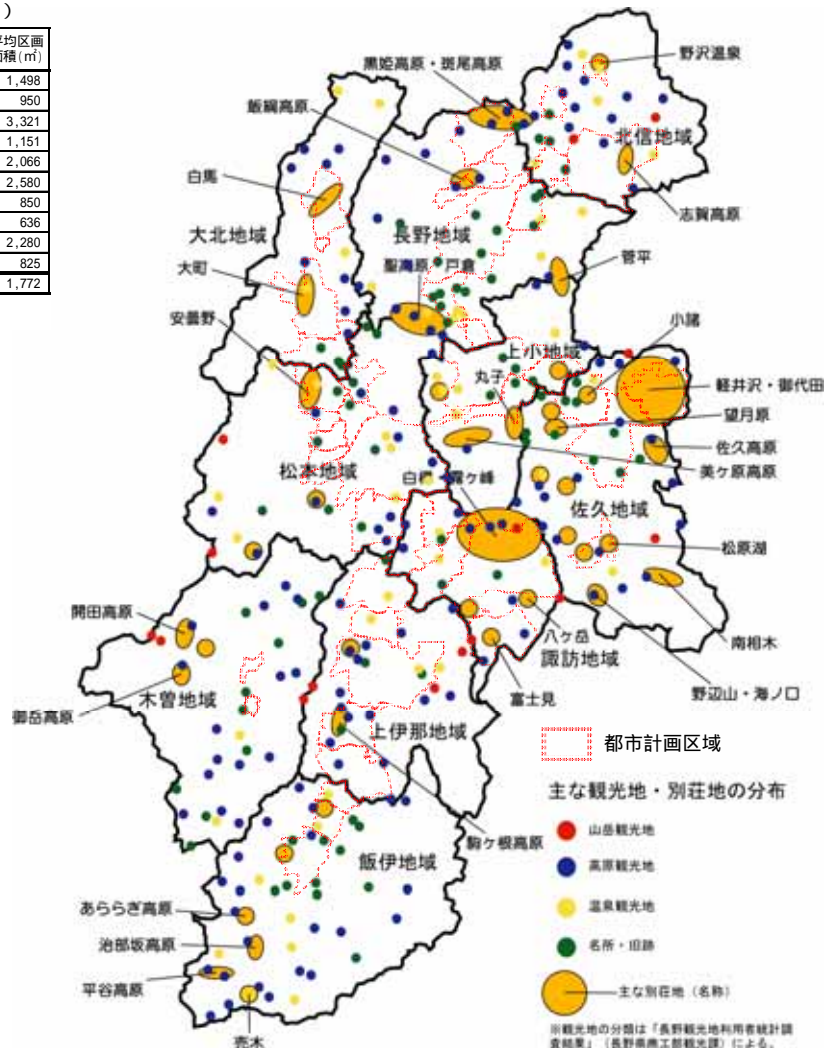 )
平均区画
面積(㎡)
1,498
950
3,321
1,151
2,066
2,580
850
636
2,280
825
1,772
黒姫高原・斑尾高原
野沢温泉
飯綱高原
北信地域
白馬
志賀高原
大北地域
長野地域
菅平
聖高原・戸倉
大町
小諸
安曇野
上小地域
丸子
軽井沢・御代田
望月原
佐久高原
美ヶ原高原
松本地域
白樺・霧ヶ峰
佐久地域
松原湖
開田高原
八ヶ岳
南相木
諏訪地域
富士見
野辺山・海ノ口
木曽地域
御岳高原
上伊那地域
都市計画区域
主な観光地・別荘地の分布
山岳観光地
駒ヶ根高原
飯伊地域
高原観光地
あららぎ高原
温泉観光地
治部坂高原
名所・旧跡
平谷高原
主な別荘地(名称)
売木
※観光地の分類は「長野観光地利用者統計調
査結果」(長野県商工部観光課)による。